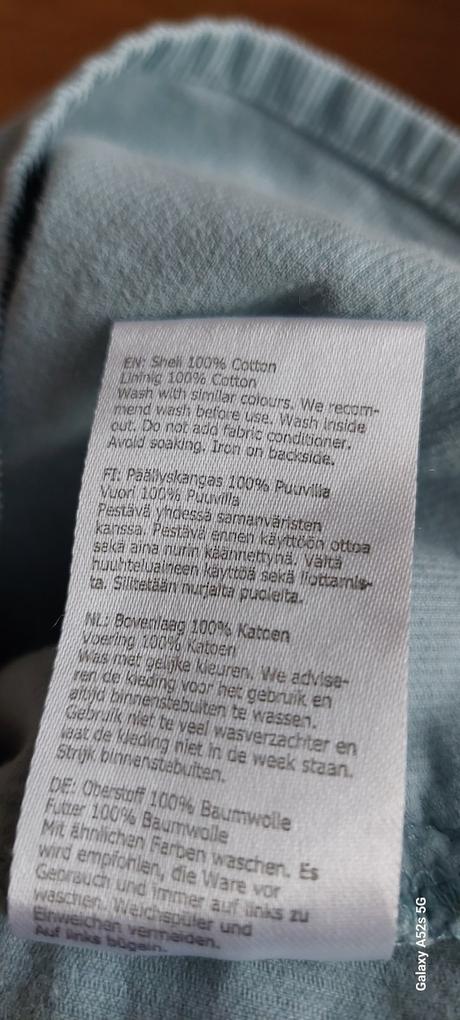 EN: Shell 100% Cotton
Lininig 100% Cotton
Wash with similar colours. We recom-
mend wash before use. Wash inside
out. Do not add fabric conditioner.
Avoid soaking. Iron on backside.
FI: Päällyskangas 100% Puuvilla
Vuori 100% Puuvilla
Pestävä yhdessä samanväristen
kanssa. Pestävä ennen käyttöön ottoa
sekä aina nurin käännettynä. Vältä
huuhteluaineen käyttöä sekä liottamis-
ta. Silitetään nurjalta puolelta.
NL: Bovenlaag 100% Katoen
Voering 100% Katoen
Was met gelijke kleuren. We advise-
ren de kleding voor het gebruik en
altijd binnenstebuiten te wassen.
Gebruik niet te veel wasverzachter en
laat de kleding niet in de week staan.
Strijk binnenstebuiten.
DE: Oberstoff 100% Baumwolle
Futter 100% Baumwolle
Mit ähnlichen Farben waschen. Es
wird empfohlen, die Ware vor
Gebrauch und immer auf links zu
waschen. Weichspüler und
Einweichen vermeiden.
Auf links bügeln.
Galaxy A52s 5G